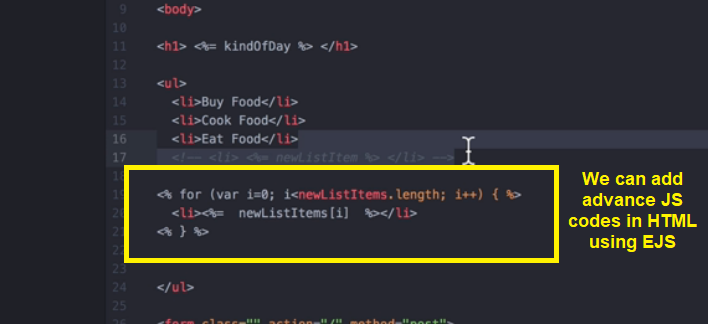 9 <body>
10
11 <h1> <%= kindOfDay %> </h1>
12
13 <ul>
14 <li>Buy Food</li>
15 <li>Cook Food</li>
16 <li>Eat Food</li>
17 <!-- <li> <%= newListItem %> </li> -->
18
19 <% for (var i=0; i<newListItems.length; i++) { %>
20 <li><%=  newListItems[i]  %></li>
21 <% } %>
22
23
24 </ul>
25
26 <form class="" action="/" method="post">
We can add
advance JS
codes in HTML
using EJS